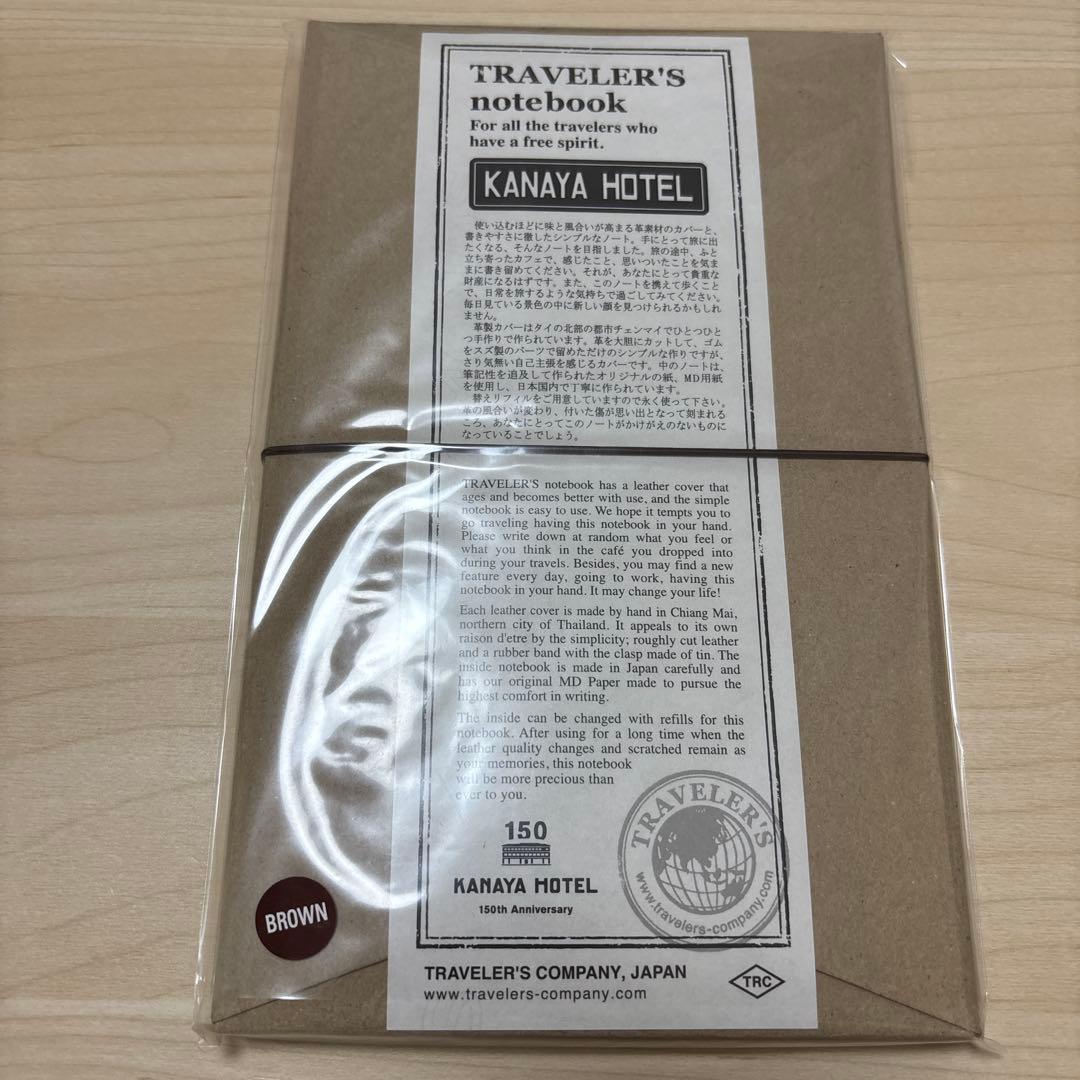 TRAVELER'S
notebook
For all the travelers who
have a free spirit.
KANAYA HOTEL
使い込むほどに味と風合いが高まる革素材のカバーと、
書きやすさに徹したシンプルなノート。手にとって旅に出
たくなる、そんなノートを目指しました。旅の途中、ふと
立ち寄ったカフェで、感じたこと、思いついたことを気ま
まに書き留めてください。それが、あなたにとって貴重な
財産になるはずです。また、このノートを携えて歩くこと
で、日常を旅するような気持ちで過ごしてみてください。
毎日見ている景色の中に新しい顔を見つけられるかもしれ
ません。
革製カバーはタイの北部の都市チェンマイでひとつひと
つ手作りで作られています。革を大胆にカットして、ゴム
をスズ製のパーツで留めただけのシンプルな作りですが、
さり気無い自己主張を感じるカバーです。中のノートは、
筆記性を追及して作られたオリジナルの紙、MD用紙
を使用し、日本国内で丁寧に作られています。
替えリフィルをご用意していますので永く使って下さい。
革の風合いが変わり、付いた傷が思い出となって刻まれる
ころ、あなたにとってこのノートがかけがえのないものに
なっていることでしょう。
TRAVELER'S notebook has a leather cover that
ages and becomes better with use, and the simple
notebook is easy to use. We hope it tempts you to
go traveling having this notebook in your hand.
Please write down at random what you feel or
what you think in the café you dropped into
during your travels. Besides, you may find a new
feature every day, going to work, having this
notebook in your hand. It may change your life!
Each leather cover is made by hand in Chiang Mai,
northern city of Thailand. It appeals to its own
raison d'etre by the simplicity; roughly cut leather
and a rubber band with the clasp made of tin. The
inside notebook is made in Japan carefully and
has our original MD Paper made to pursue the
highest comfort in writing.
The inside can be changed with refills for this
notebook. After using for a long time when the
leather quality changes and scratched remain as
your memories, this notebook
will be more precious than
ever to you.
TRAVELER'S
www.travelers-company.com
150
KANAYA HOTEL
150th Anniversary
BROWN
TRAVELER'S COMPANY, JAPAN
www.travelers-company.com
TRC